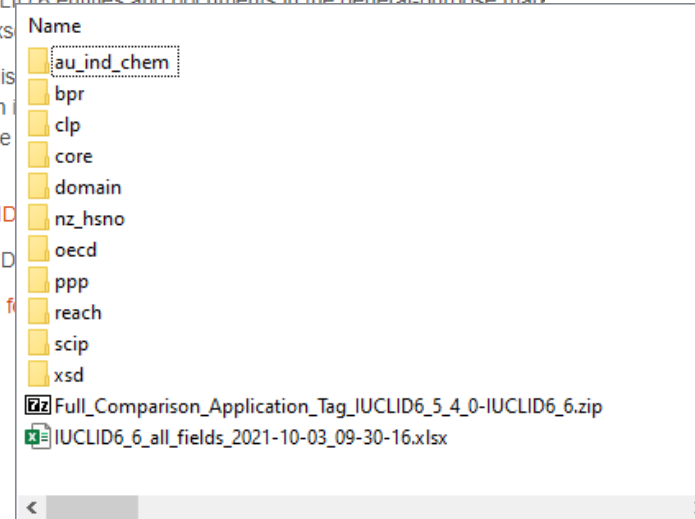 Name
au_ind_chem
bpr
clp
core
domain
nz_hsno
oecd
ppp
reach
scip
xsd
Full_Comparison_Application_Tag_IUCLID6_5_4_0-IUCLID6_6.zip
IUCLID6_6_all_fields_2021-10-03_09-30-16.xlsx